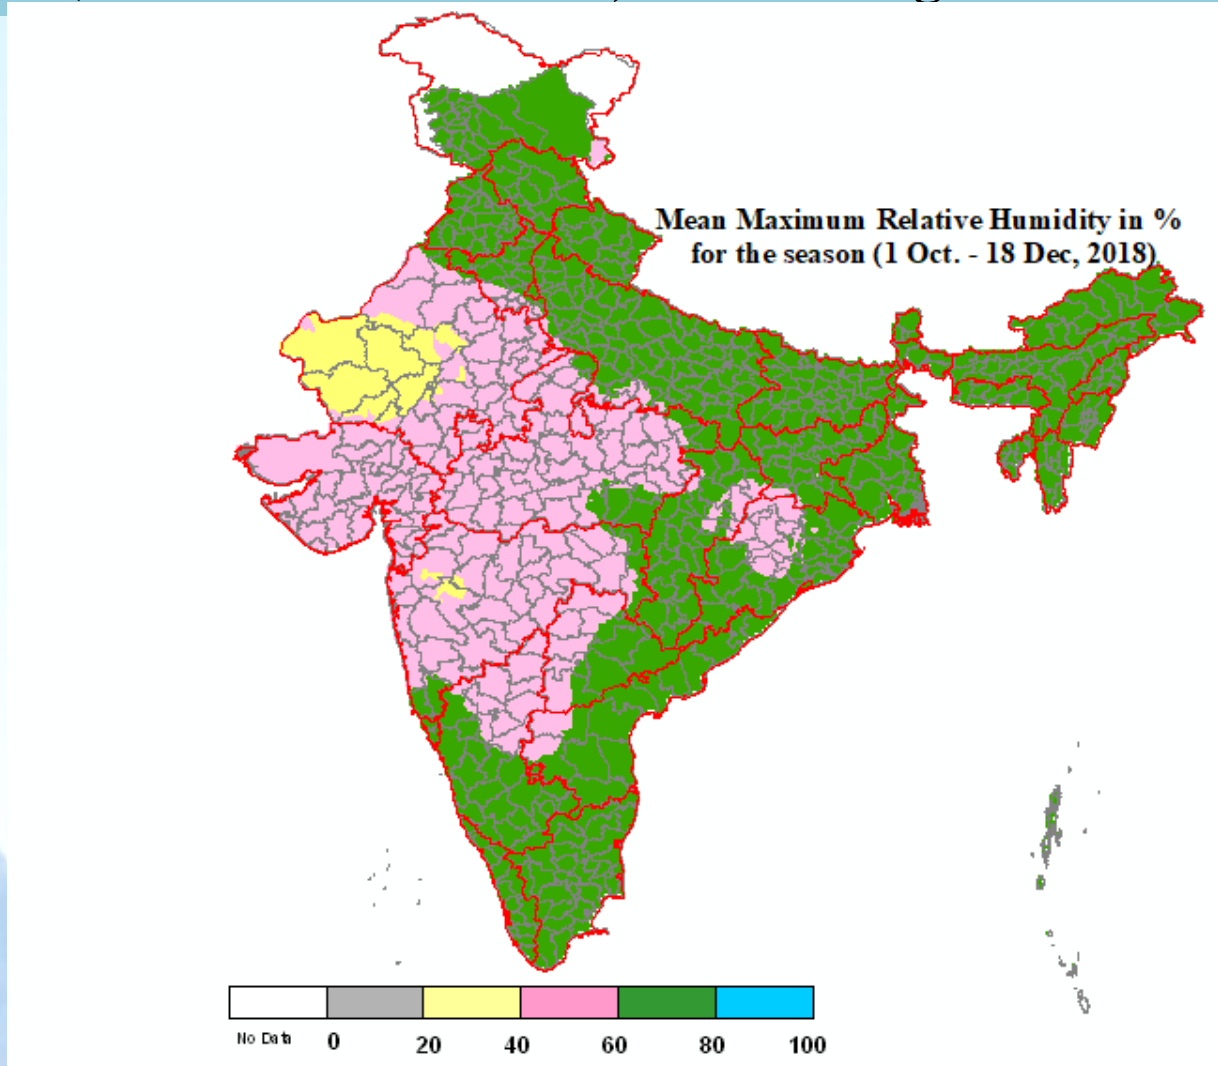 Mean Maximum Relative Humidity in %
for the season (1 Oct. - 18 Dec, 2018)
No Data 0 20 40 60 80 100